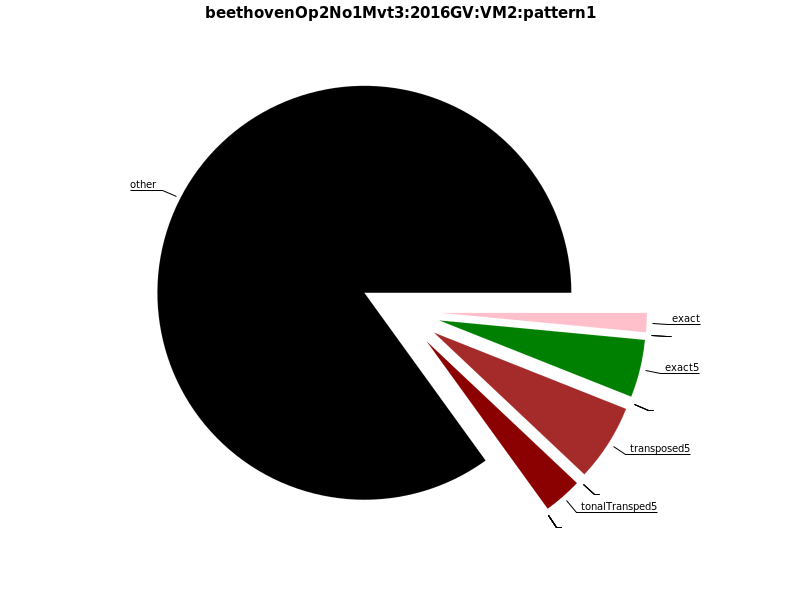 beethovenOp2No1Mvt3:2016GV:VM2:pattern1
other
exact
exact5
transposed5
tonalTransped5